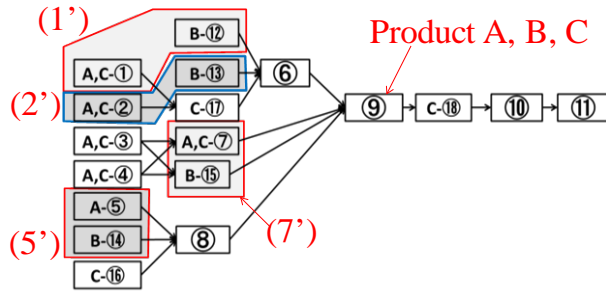 (1’)
B-⑫
Product A, B, C
A,C-①
B-⑬
⑥
(2’)
A,C-②
C-⑰
⑨
C-⑱
⑩
⑪
A,C-③
A,C-⑦
A,C-④
B-⑮
A-⑤
(5’)
B-⑭
⑧
(7’)
C-⑯